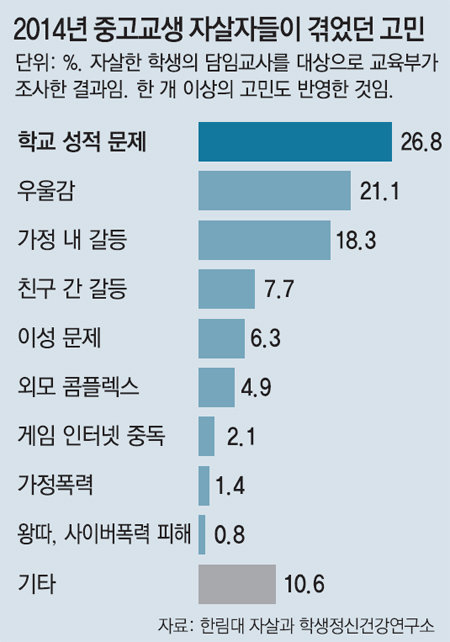 2014년 중고교생 자살자들이 겪었던 고민
단위: %. 자살한 학생의 담임교사를 대상으로 교육부가
조사한 결과임. 한 개 이상의 고민도 반영한 것임.
학교 성적 문제 26.8
우울감 21.1
가정 내 갈등 18.3
친구 간 갈등 7.7
이성 문제 6.3
외모 콤플렉스 4.9
게임 인터넷 중독 2.1
가정폭력 1.4
왕따, 사이버폭력 피해 0.8
기타 10.6
자료: 한림대 자살과 학생정신건강연구소